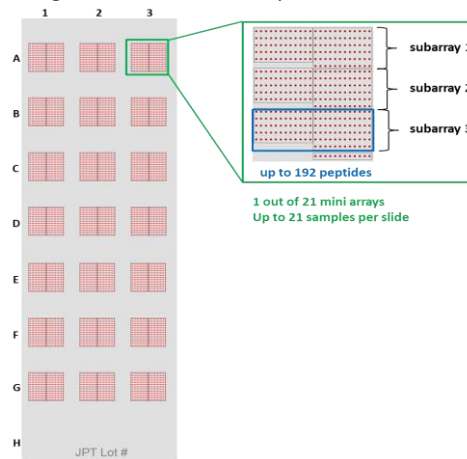 1 2 3
A
B
C
D
E
F
G
H
JPT Lot #
subarray 1
subarray 2
subarray 3
up to 192 peptides
1 out of 21 mini arrays
Up to 21 samples per slide